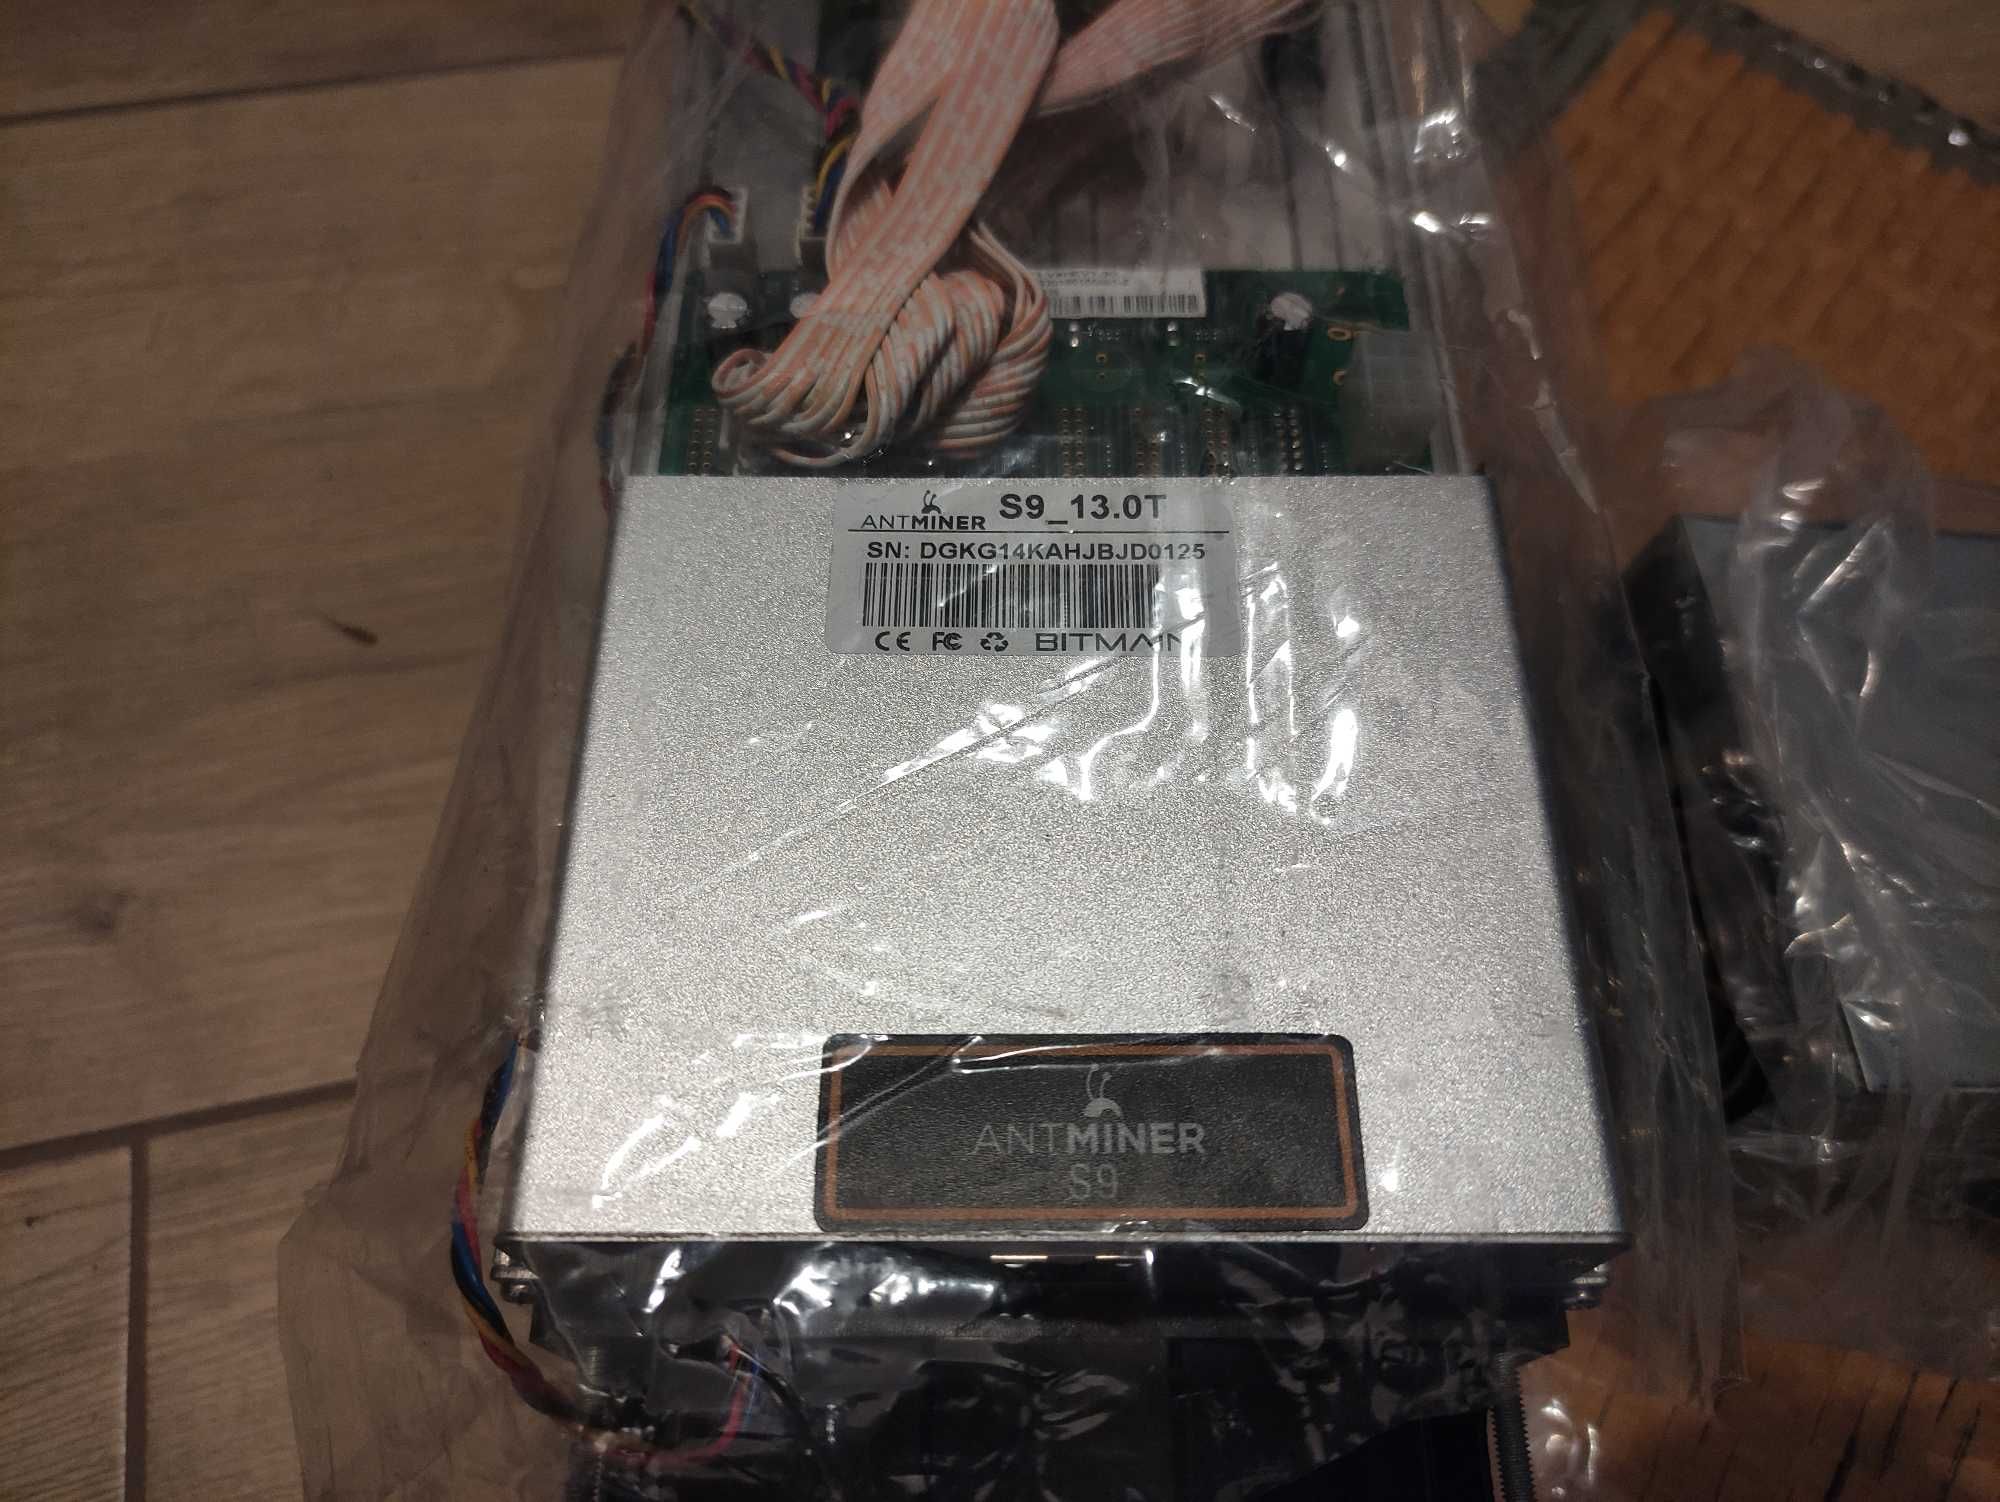 ANTMINER S9_13.0T
SN: DGKG14KAHJBJD0125
CE FC BITMAIN
ANTMINER
S9